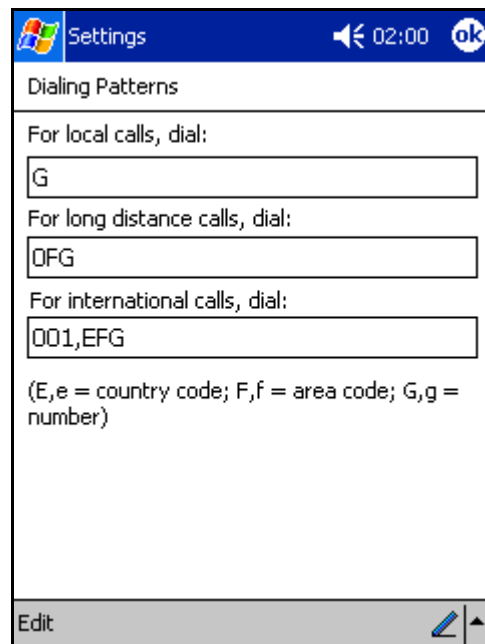 Settings 02:00 ok
Dialing Patterns
For local calls, dial:
G
For long distance calls, dial:
0FG
For international calls, dial:
001,EFG
(E,e = country code; F,f = area code; G,g =
number)
Edit